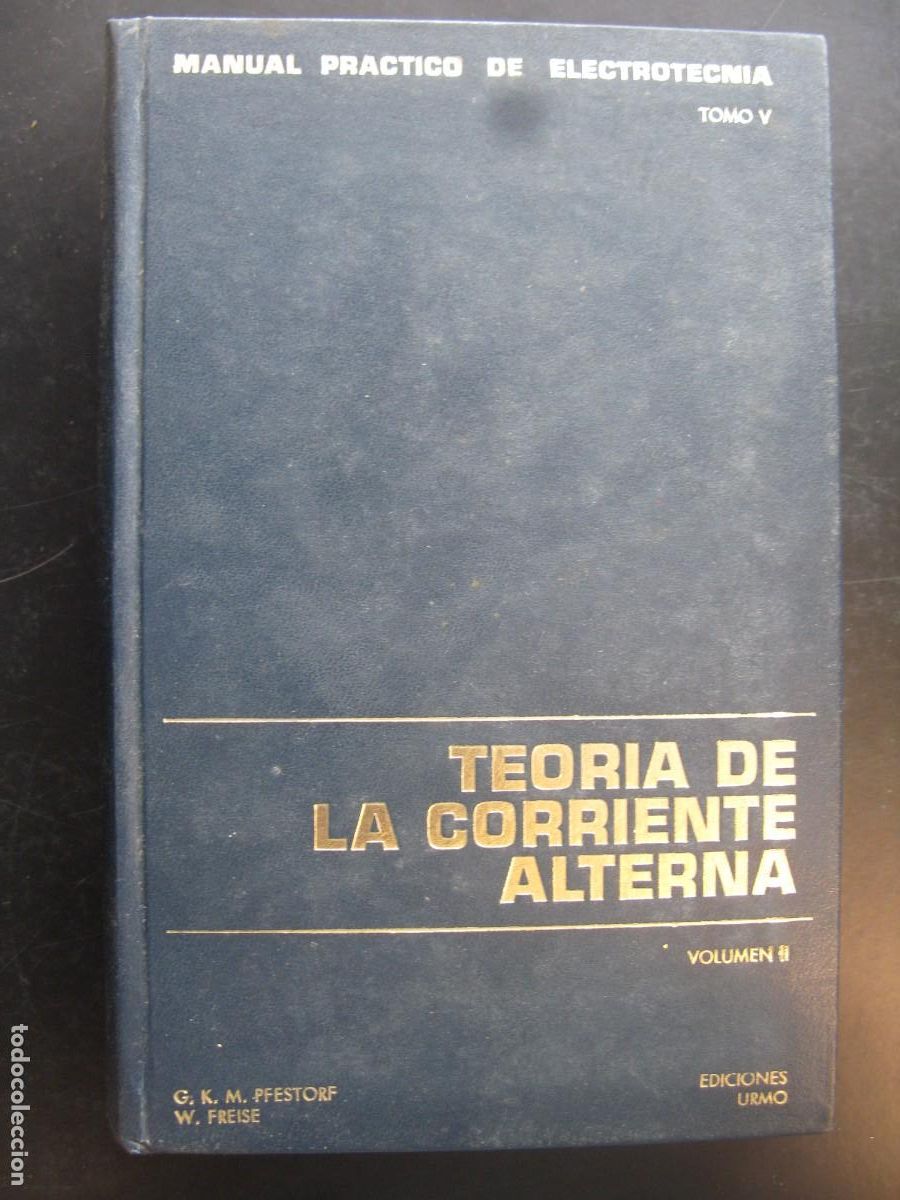 MANUAL PRACTICO DE ELECTROTECNIA
TOMO V
TEORIA DE
LA CORRIENTE
ALTERNA
VOLUMEN II
G. K. M. PFESTORF
W. FREISE
EDICIONES
URMO
todocoleccion